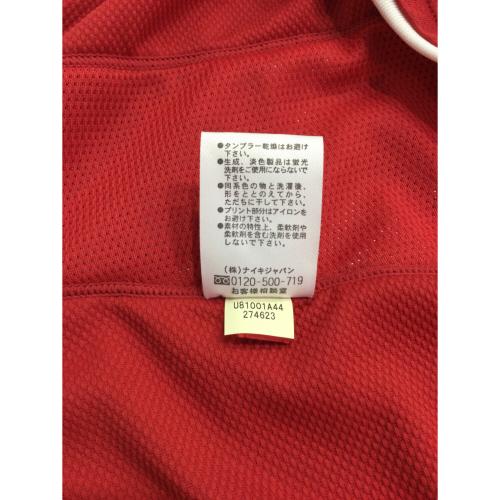 ●タンブラー乾燥はお避け
下さい。
●生成、淡色製品は蛍光
洗剤をご使用にならないで
下さい。
●同系色の物と洗濯後、
形をととのえてから、
ただちに干して下さい。
●プリント部分はアイロンを
お避け下さい。
●素材の特性上、柔軟剤や
柔軟剤を含む洗剤を使用
しないで下さい。
(株)ナイキジャパン
0120-500-719
お客様相談室
U81001A44
274623